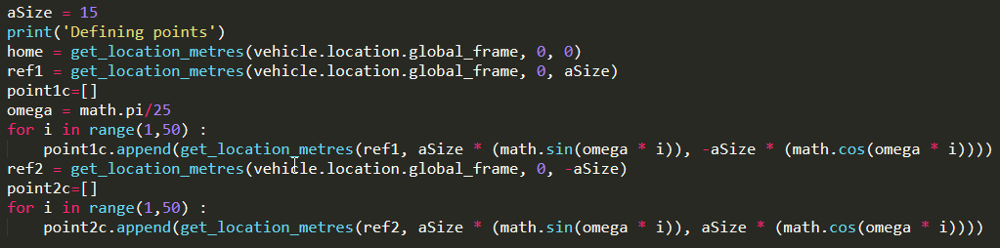 aSize = 15
print('Defining points')
home = get_location_metres(vehicle.location.global_frame, 0, 0)
ref1 = get_location_metres(vehicle.location.global_frame, 0, aSize)
point1c=[]
omega = math.pi/25
for i in range(1,50) :
    point1c.append(get_location_metres(ref1, aSize * (math.sin(omega * i)), -aSize * (math.cos(omega * i))))
ref2 = get_location_metres(vehicle.location.global_frame, 0, -aSize)
point2c=[]
for i in range(1,50) :
    point2c.append(get_location_metres(ref2, aSize * (math.sin(omega * i)), aSize * (math.cos(omega * i))))